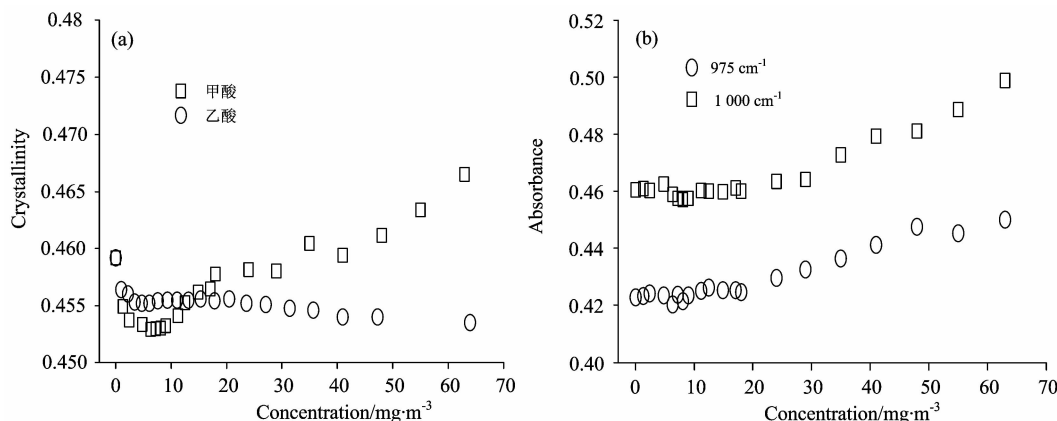 (a)
甲酸
乙酸
Crystallinity
0.48
0.475
0.470
0.465
0.460
0.455
0.450
0 10 20 30 40 50 60 70
Concentration/mg·m⁻³
(b)
975 cm⁻¹
1 000 cm⁻¹
Absorbance
0.52
0.50
0.48
0.46
0.44
0.42
0.40
0 10 20 30 40 50 60 70
Concentration/mg·m⁻³